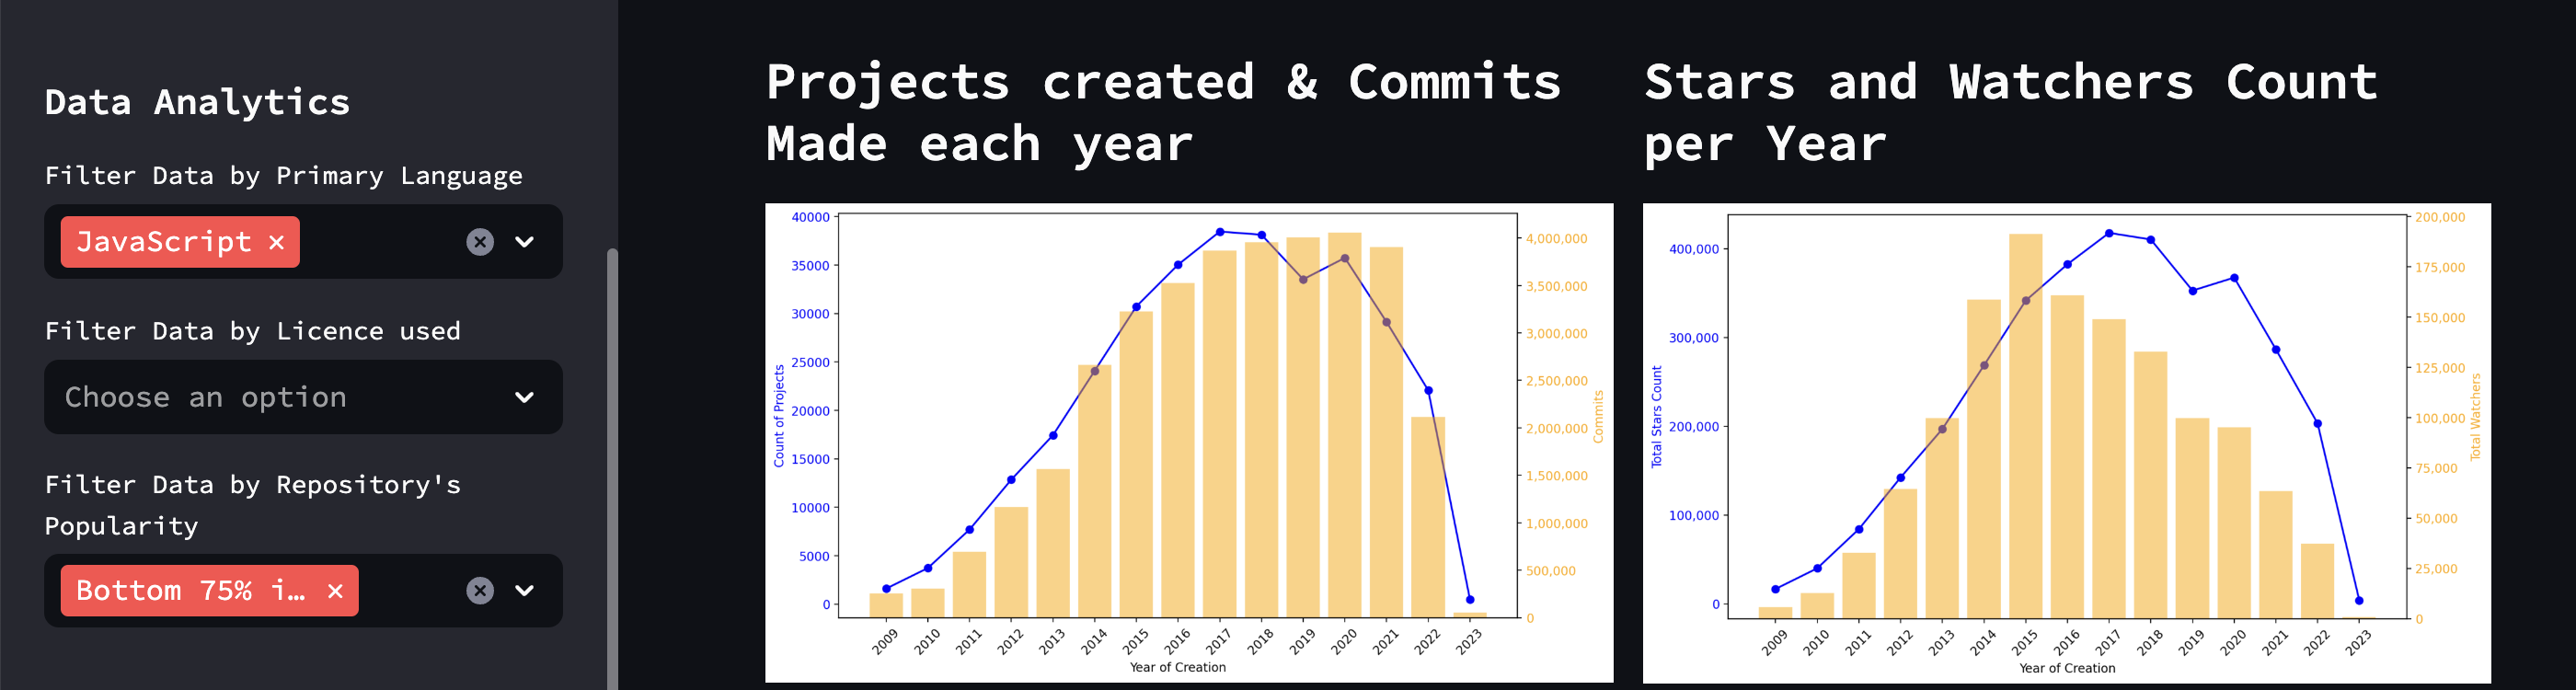 Data Analytics
Filter Data by Primary Language
JavaScript ×
Filter Data by Licence used
Choose an option
Filter Data by Repository's
Popularity
Bottom 75% i… ×
Projects created & Commits
Made each year
40000
35000
30000
25000
20000
15000
10000
5000
0
Count of Projects
4,000,000
3,500,000
3,000,000
2,500,000
2,000,000
1,500,000
1,000,000
500,000
0
Commits
2009 2010 2011 2012 2013 2014 2015 2016 2017 2018 2019 2020 2021 2022 2023
Year of Creation
Stars and Watchers Count
per Year
400,000
300,000
200,000
100,000
0
Total Stars Count
200,000
175,000
150,000
125,000
100,000
75,000
50,000
25,000
0
Total Watchers
2009 2010 2011 2012 2013 2014 2015 2016 2017 2018 2019 2020 2021 2022 2023
Year of Creation